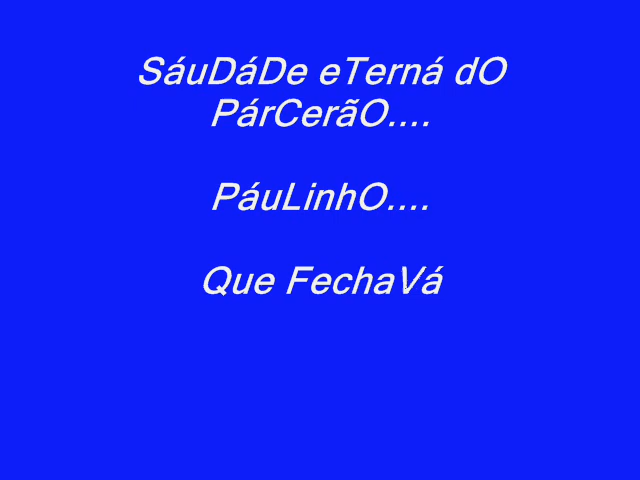 SáuDáDe eTerná dO
PárCerãO....
PáuLinhO....
Que FechaVá